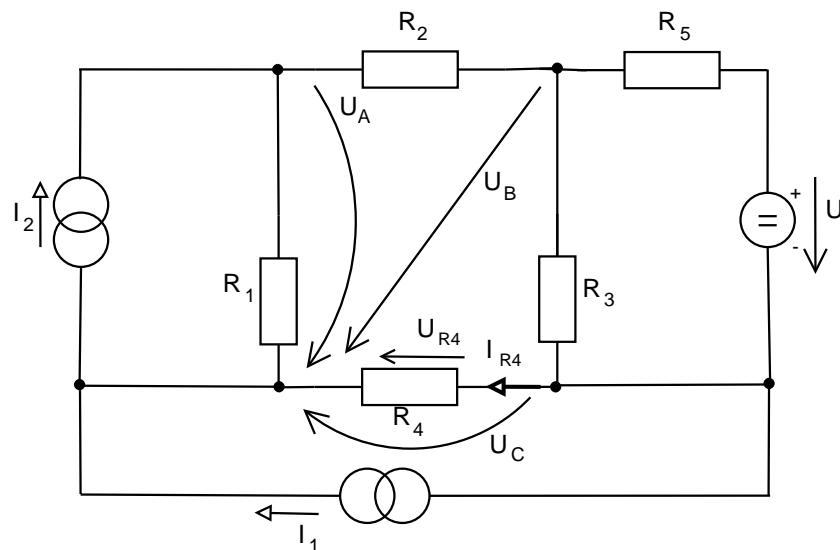 R2
R5
UA
I2
UB
+
=
-
U
R1
R3
UR4
IR4
R4
UC
I1